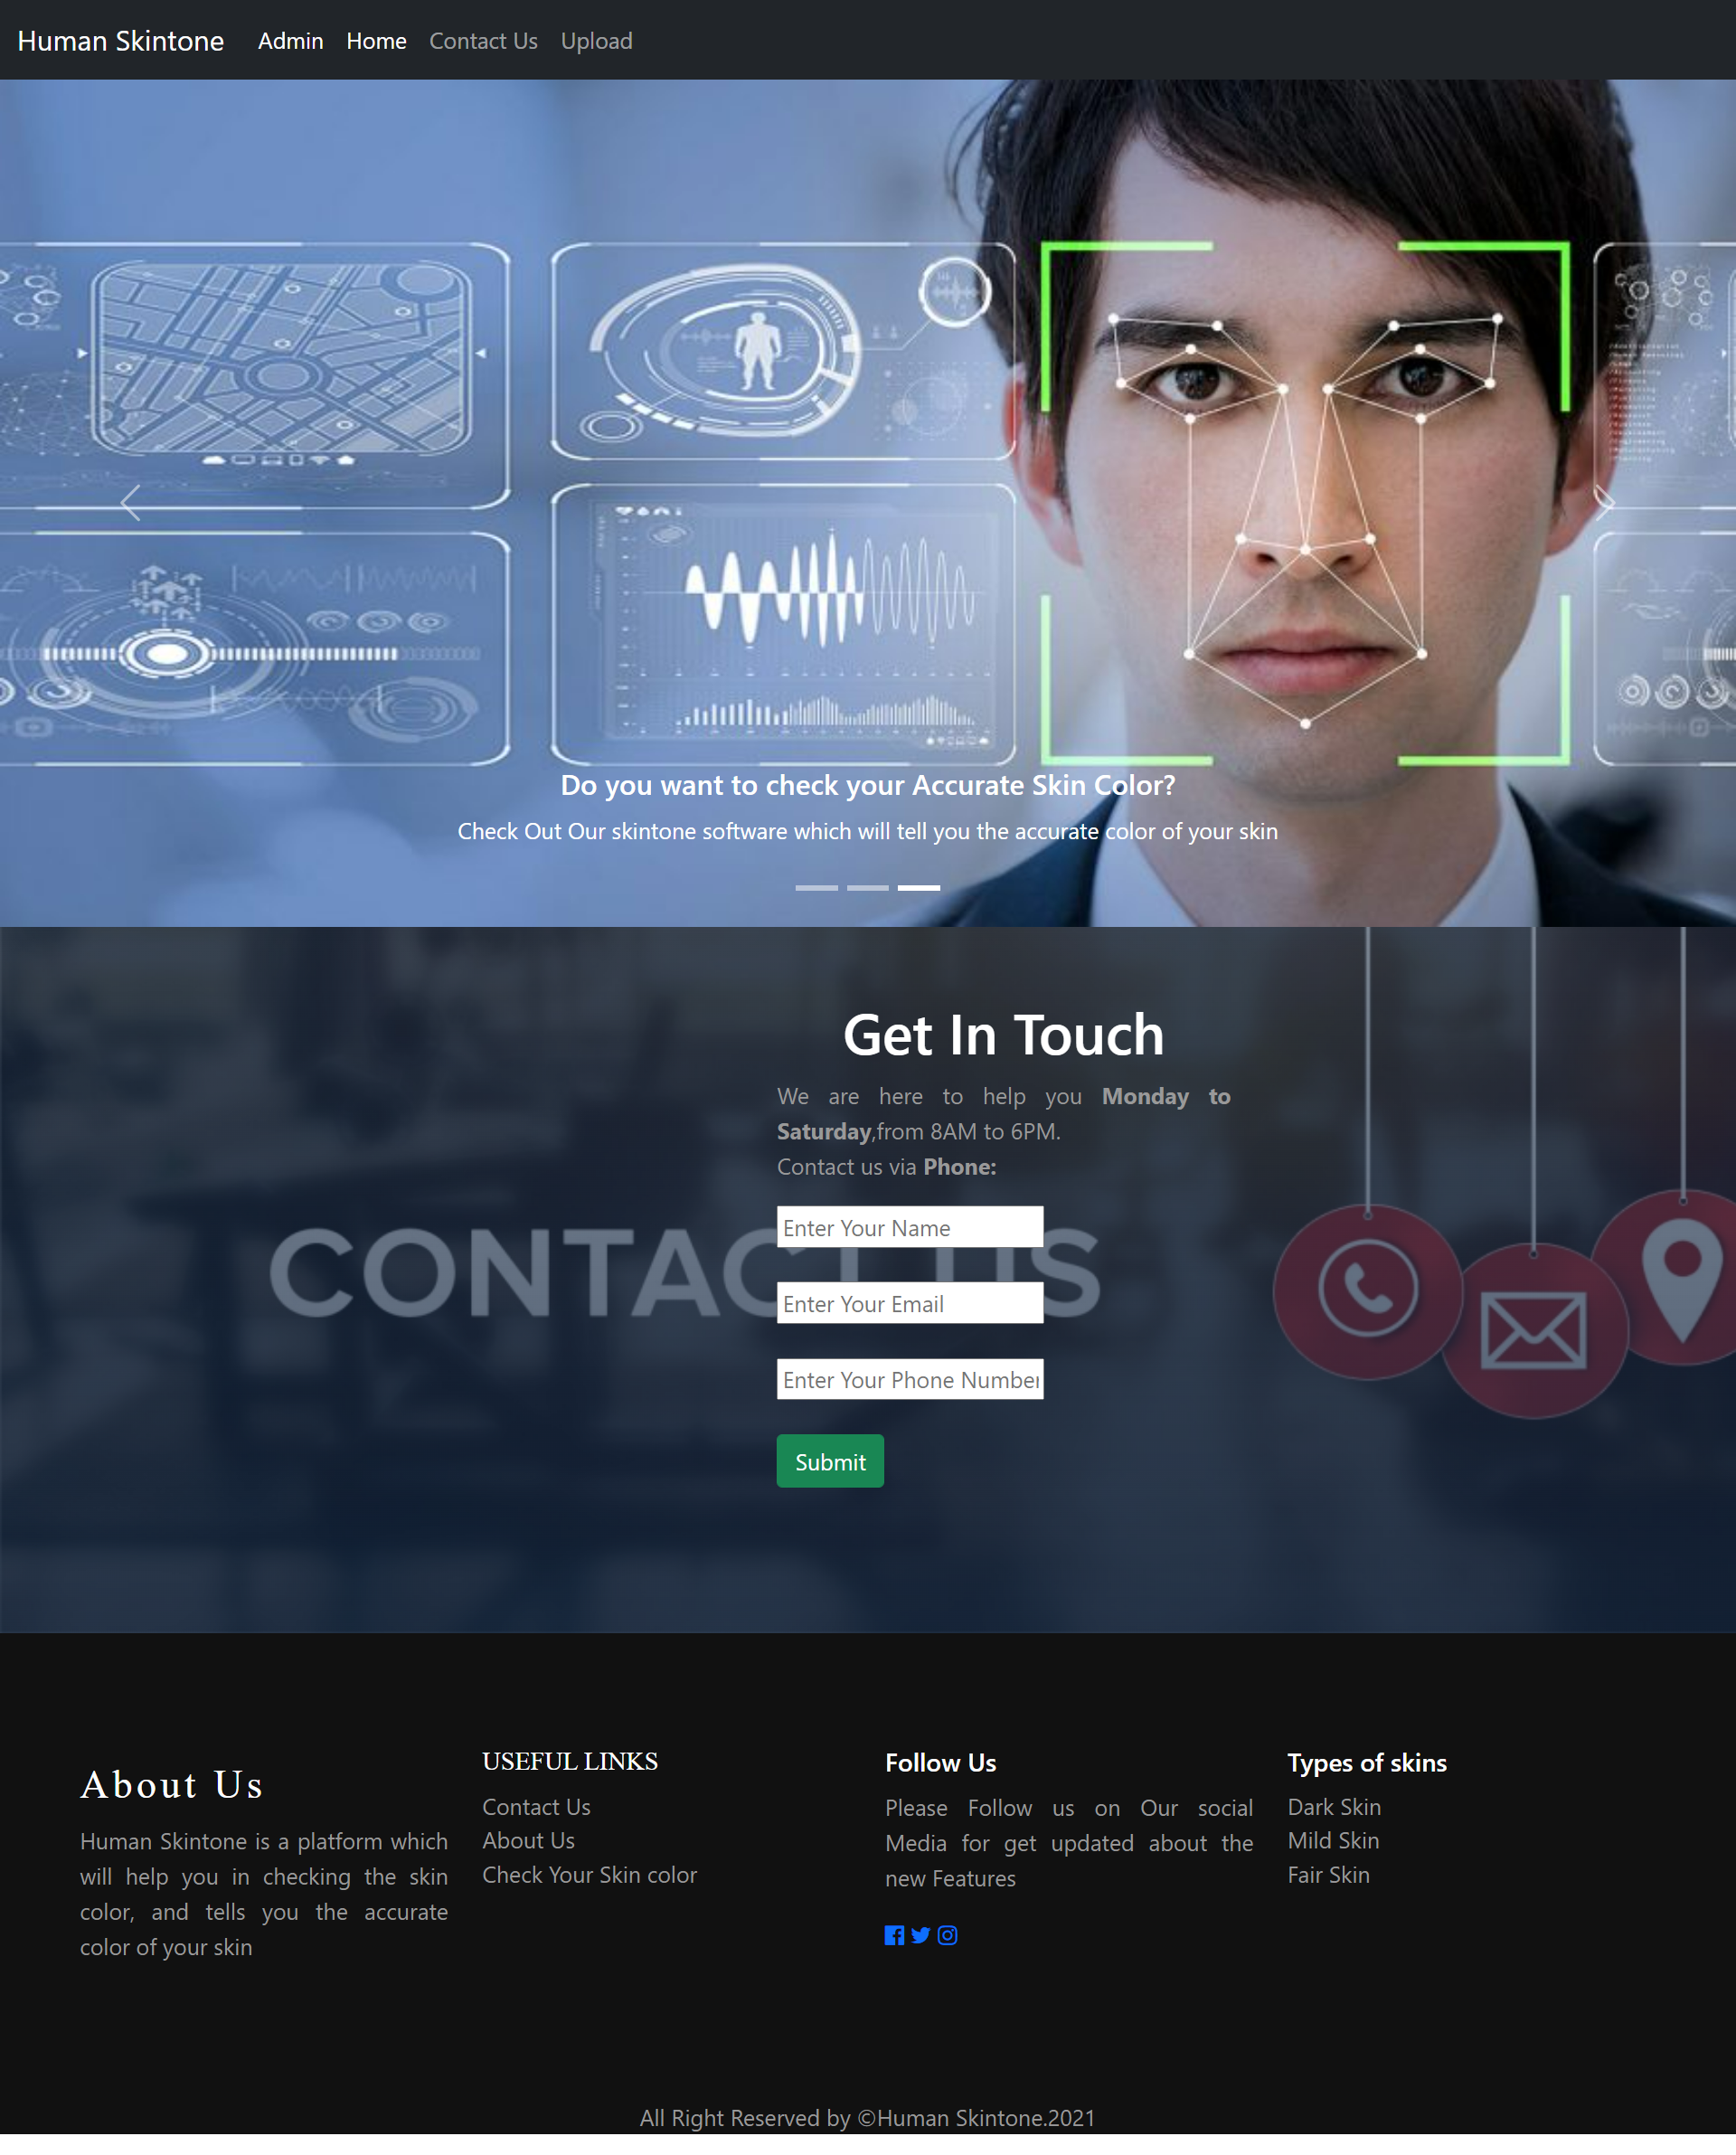 Human Skintone Admin Home Contact Us Upload
Do you want to check your Accurate Skin Color?
Check Out Our skintone software which will tell you the accurate color of your skin
Get In Touch
We are here to help you Monday to
Saturday,from 8AM to 6PM.
Contact us via Phone:
Enter Your Name
CONTACT US
Enter Your Email
Enter Your Phone Number
Submit
About Us
Human Skintone is a platform which
will help you in checking the skin
color, and tells you the accurate
color of your skin
USEFUL LINKS
Contact Us
About Us
Check Your Skin color
Follow Us
Please Follow us on Our social
Media for get updated about the
new Features
Types of skins
Dark Skin
Mild Skin
Fair Skin
All Right Reserved by ©Human Skintone.2021